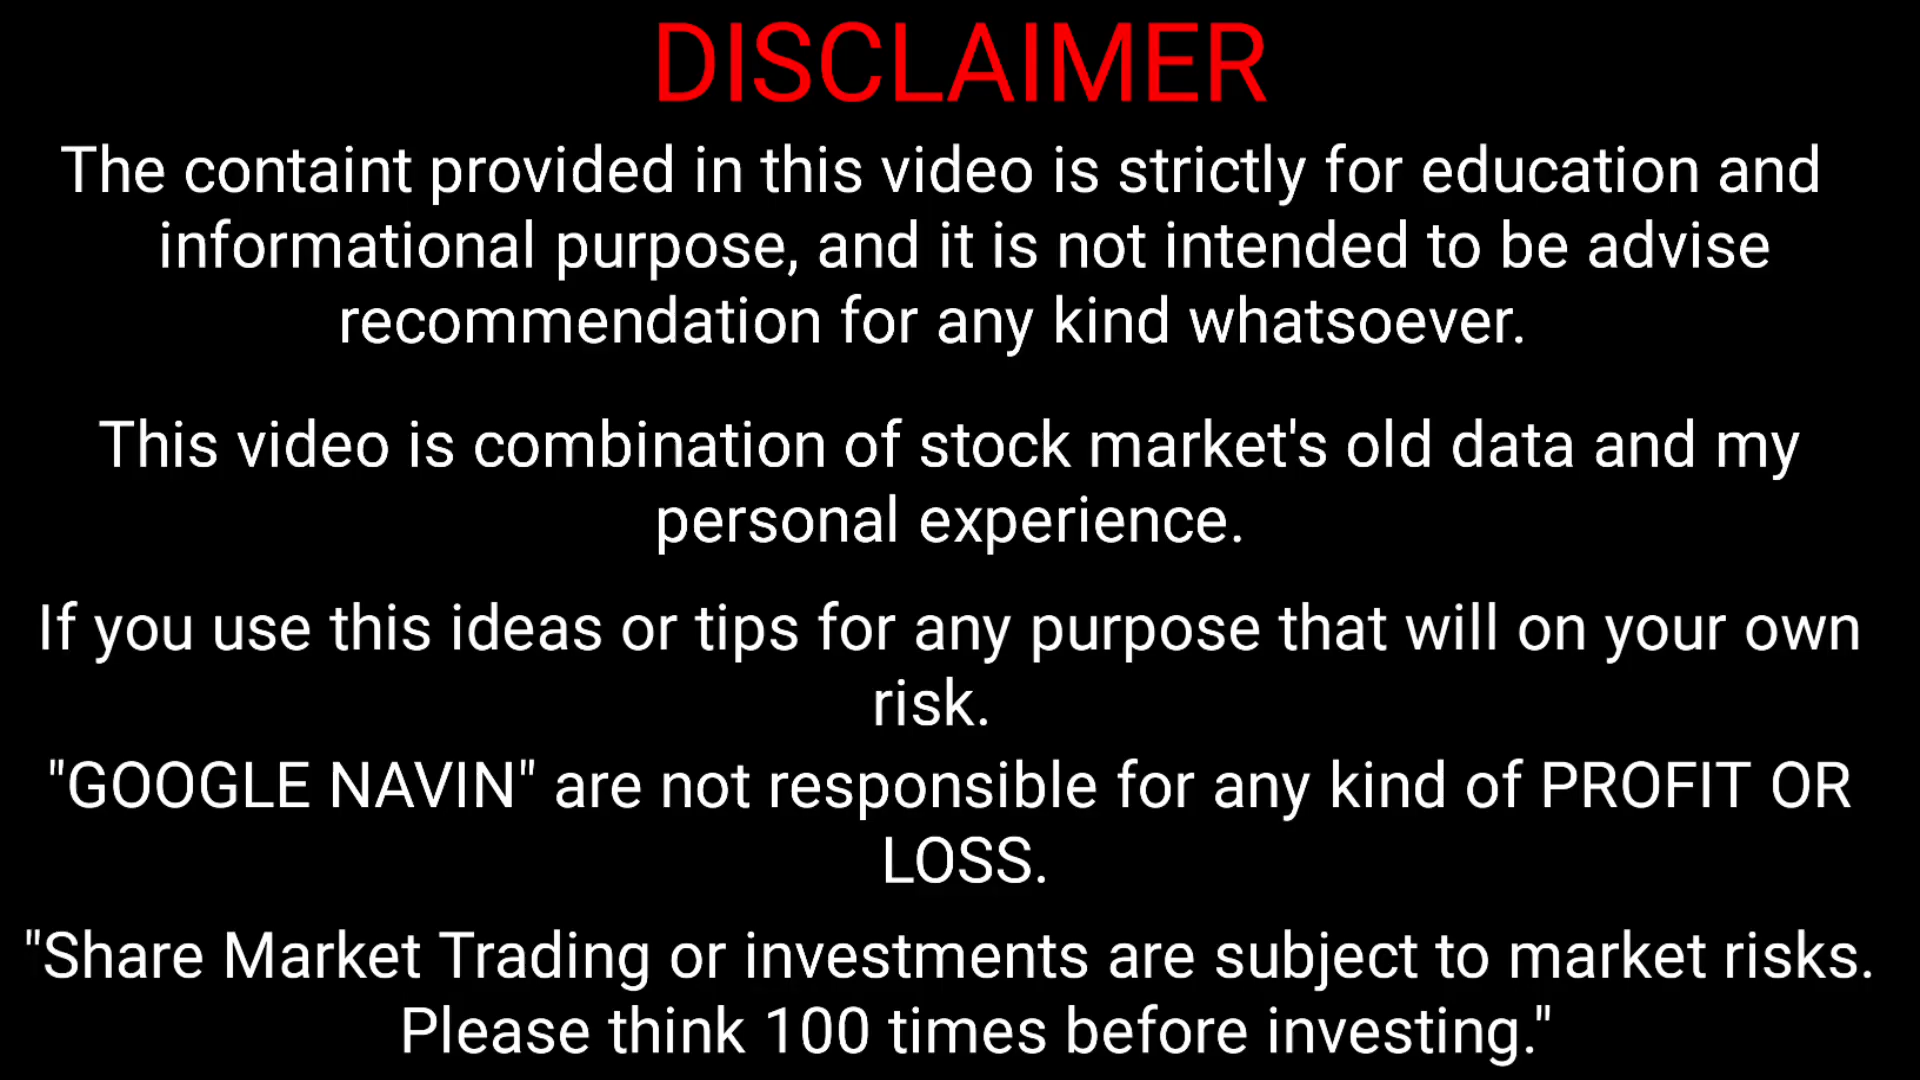 DISCLAIMER
The containt provided in this video is strictly for education and
informational purpose, and it is not intended to be advise
recommendation for any kind whatsoever.
This video is combination of stock market's old data and my
personal experience.
If you use this ideas or tips for any purpose that will on your own
risk.
"GOOGLE NAVIN" are not responsible for any kind of PROFIT OR
LOSS.
"Share Market Trading or investments are subject to market risks.
Please think 100 times before investing."